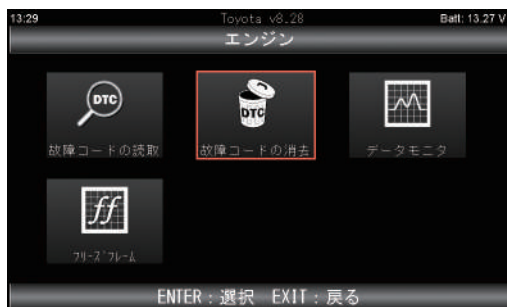 13:29 Toyota v8.28 Batt: 13.27 V
エンジン
DTC DTC
故障コードの読取 故障コードの消去 データモニタ
ff
フリーズフレーム
ENTER：選択 EXIT：戻る